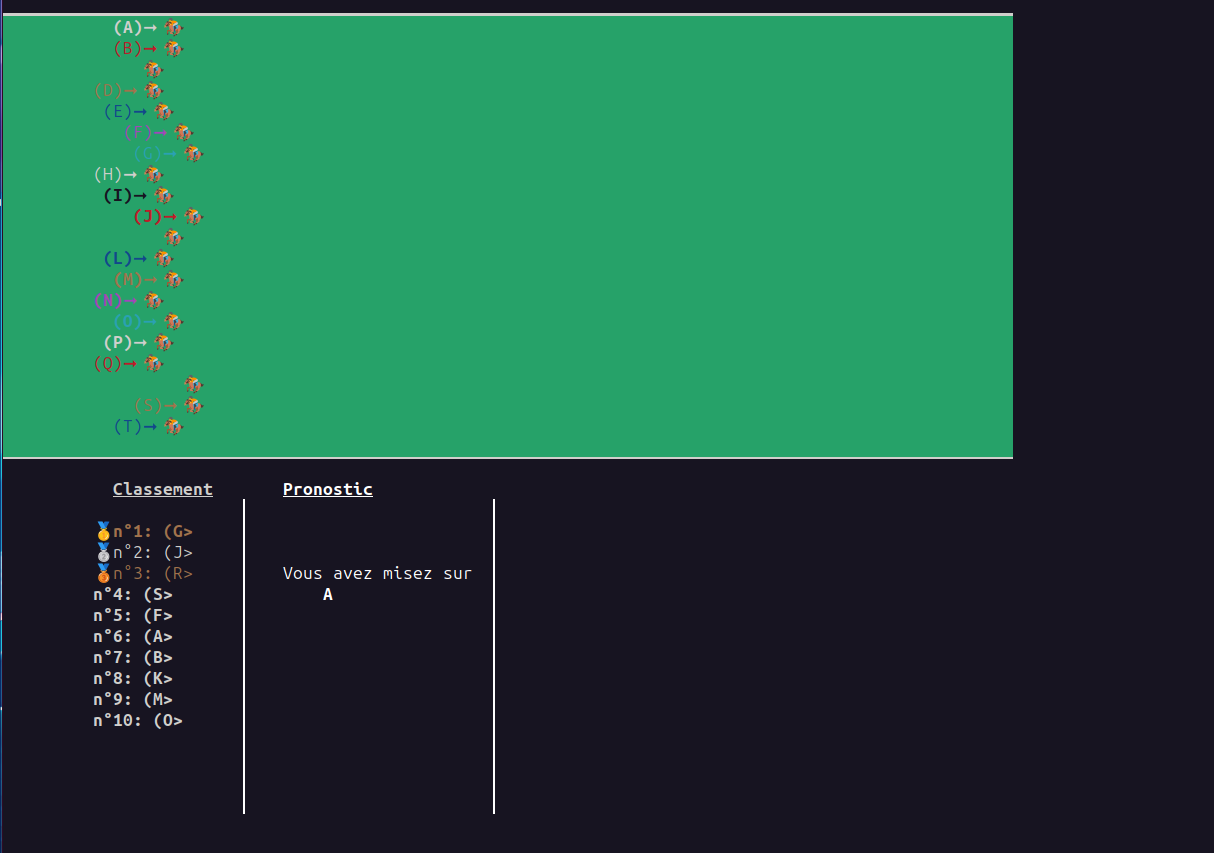 (A)→ 🏇
(B)→ 🏇
🏇
(D)→ 🏇
(E)→ 🏇
(F)→ 🏇
(G)→ 🏇
(H)→ 🏇
(I)→ 🏇
(J)→ 🏇
🏇
(L)→ 🏇
(M)→ 🏇
(N)→ 🏇
(O)→ 🏇
(P)→ 🏇
(Q)→ 🏇
🏇
(S)→ 🏇
(T)→ 🏇
Classement
🥇n°1: (G>
🥈n°2: (J>
🥉n°3: (R>
n°4: (S>
n°5: (F>
n°6: (A>
n°7: (B>
n°8: (K>
n°9: (M>
n°10: (O>
Pronostic
Vous avez misez sur
A